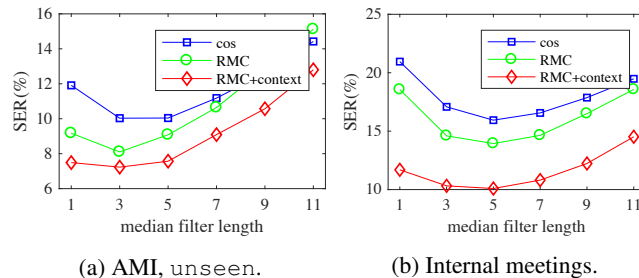 16
14
12
10
8
6
SER(%)
cos
RMC
RMC+context
1 3 5 7 9 11
median filter length
(a) AMI, unseen.
25
20
15
10
SER(%)
cos
RMC
RMC+context
1 3 5 7 9 11
median filter length
(b) Internal meetings.